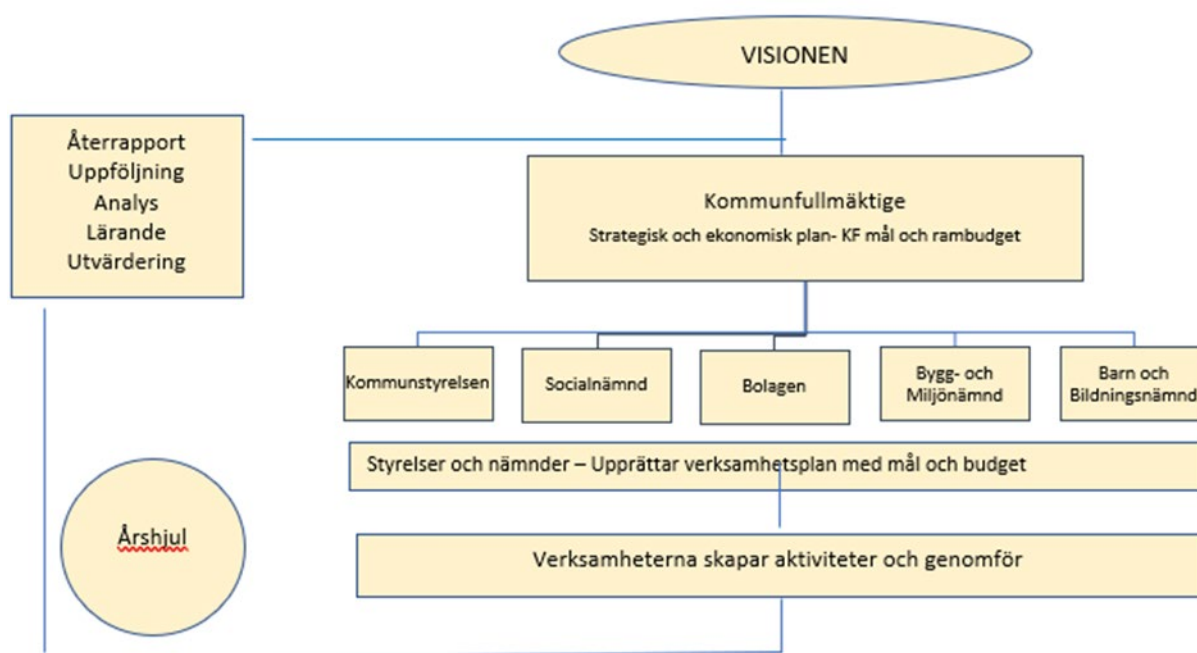 VISIONEN
Återrapport
Uppföljning
Analys
Lärande
Utvärdering
Kommunfullmäktige
Strategisk och ekonomisk plan- KF mål och rambudget
Kommunstyrelsen
Socialnämnd
Bolagen
Bygg- och
Miljönämnd
Barn och
Bildningsnämnd
Styrelser och nämnder – Upprättar verksamhetsplan med mål och budget
Årshjul
Verksamheterna skapar aktiviteter och genomför